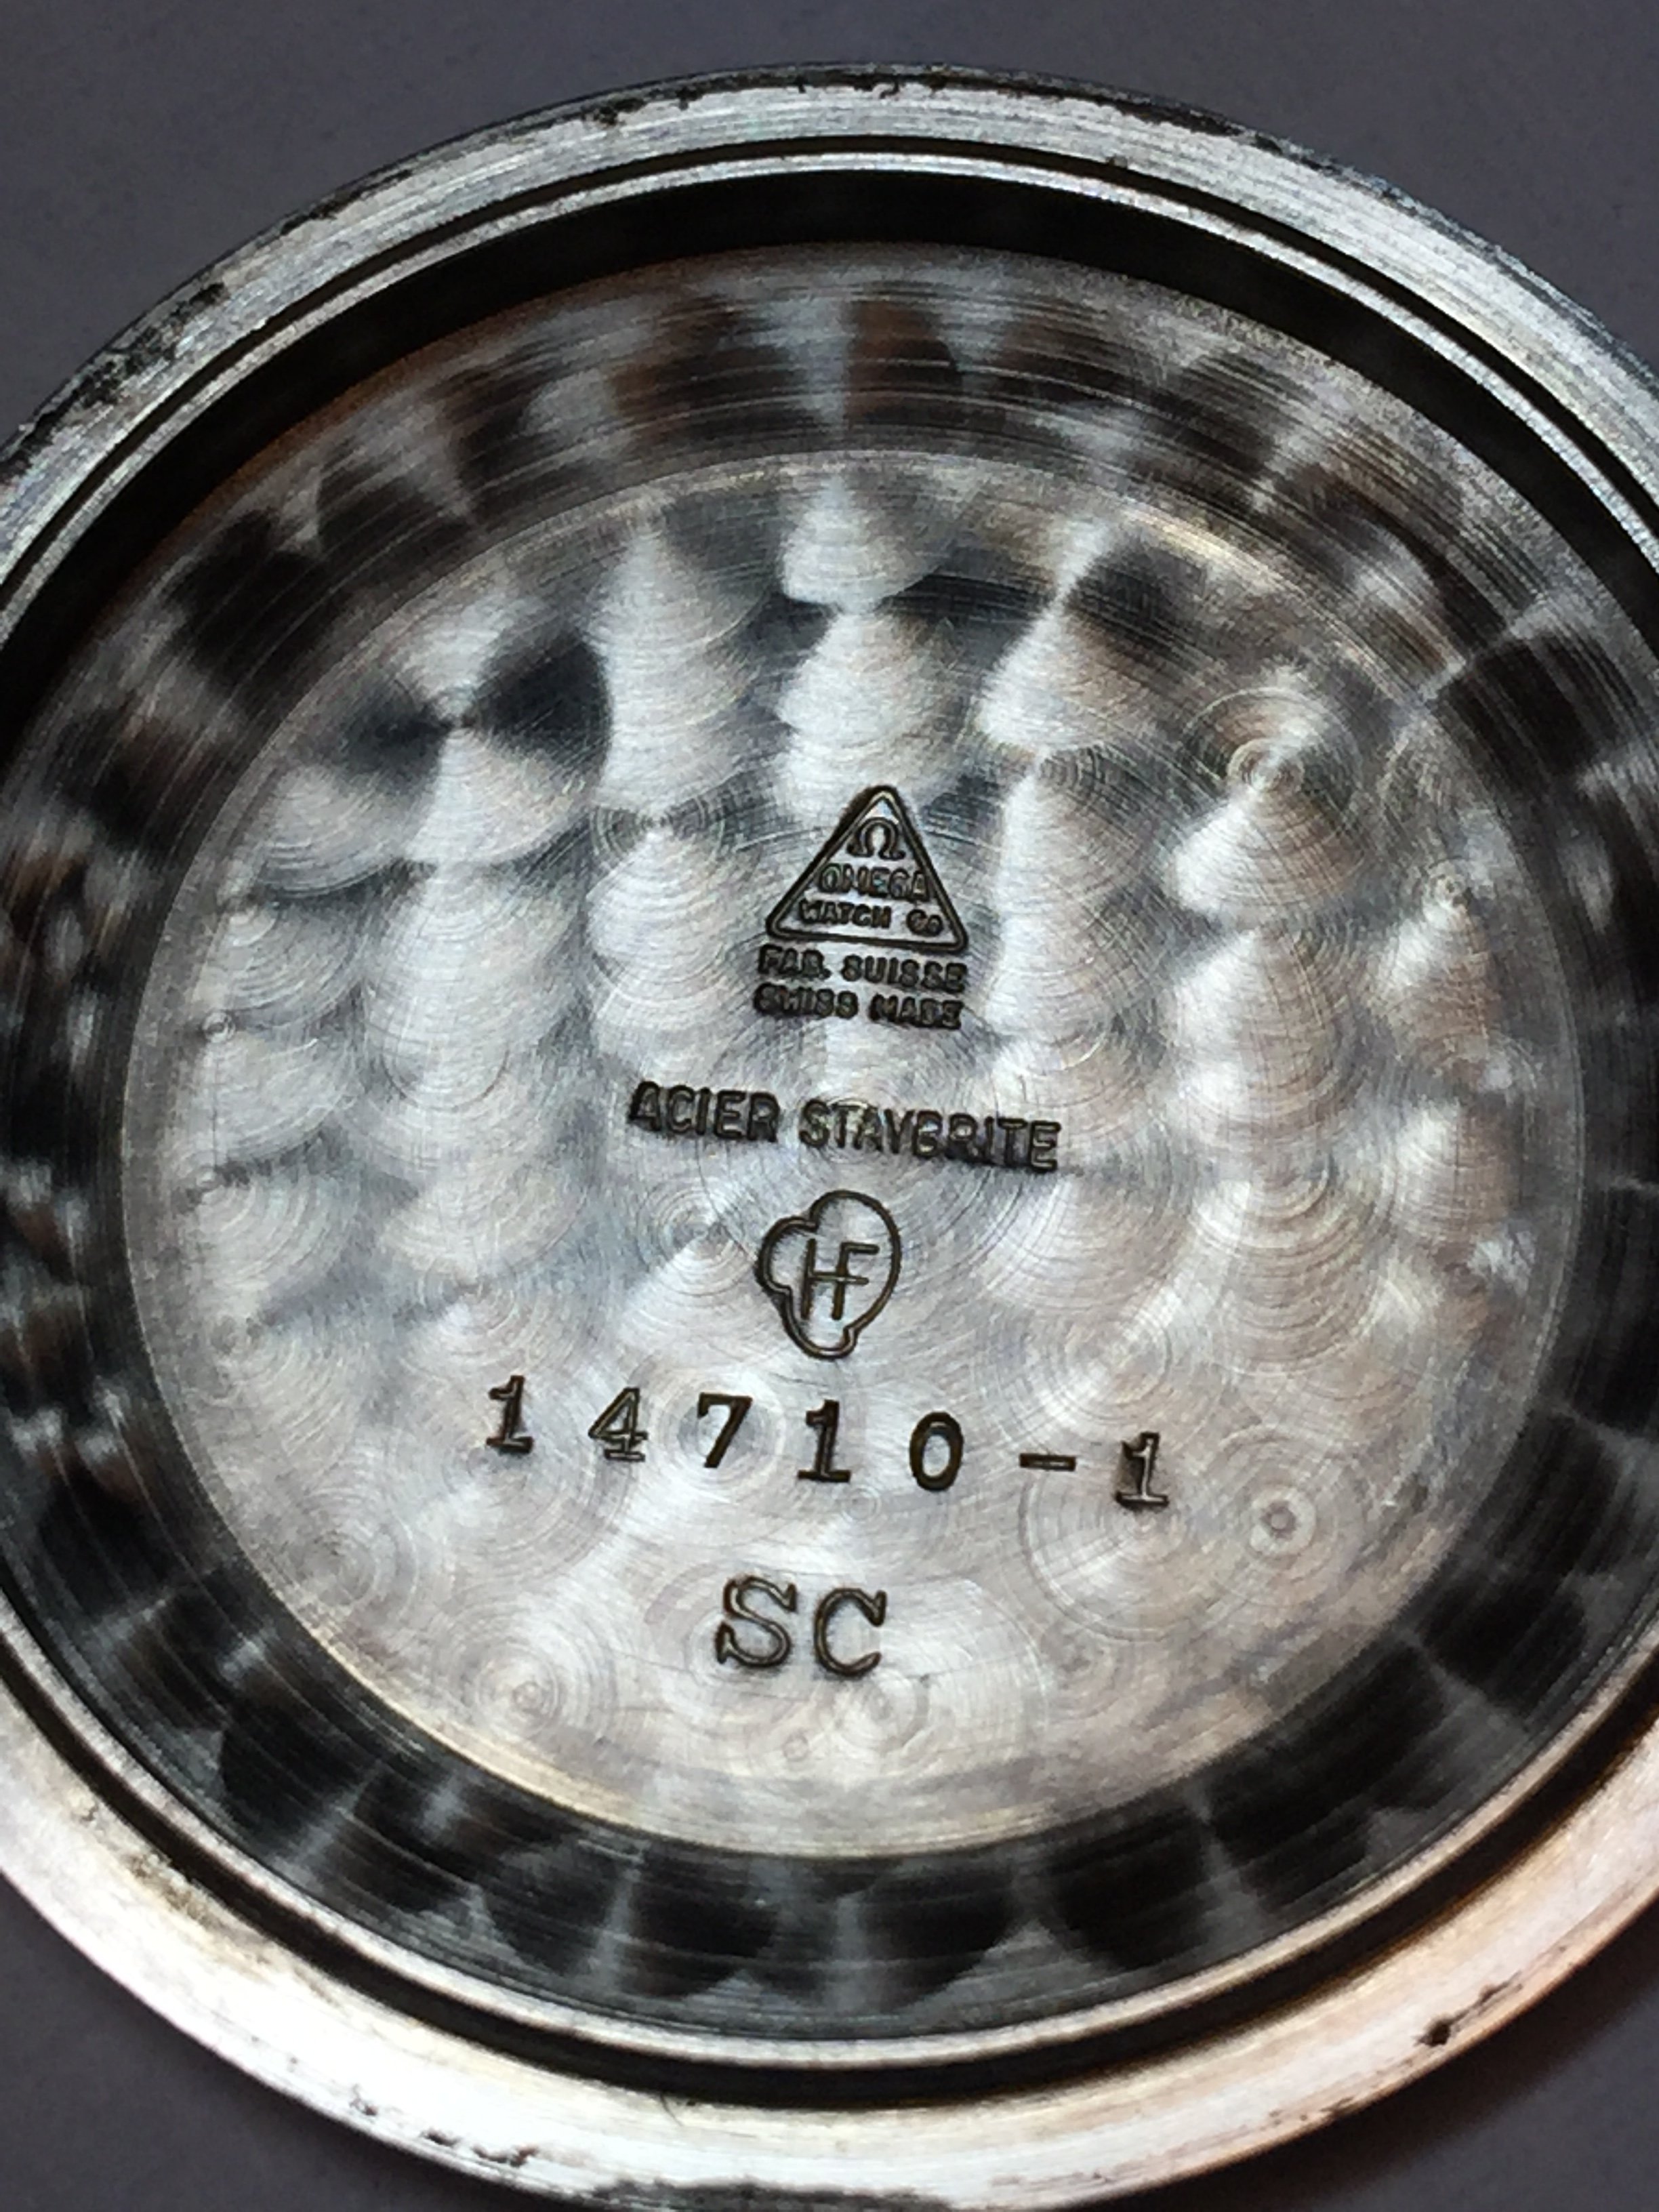 Ω
OMEGA
WATCH Co
FAB. SUISSE
SWISS MADE
ACIER STAYBRITE
HF
14710-1
SC